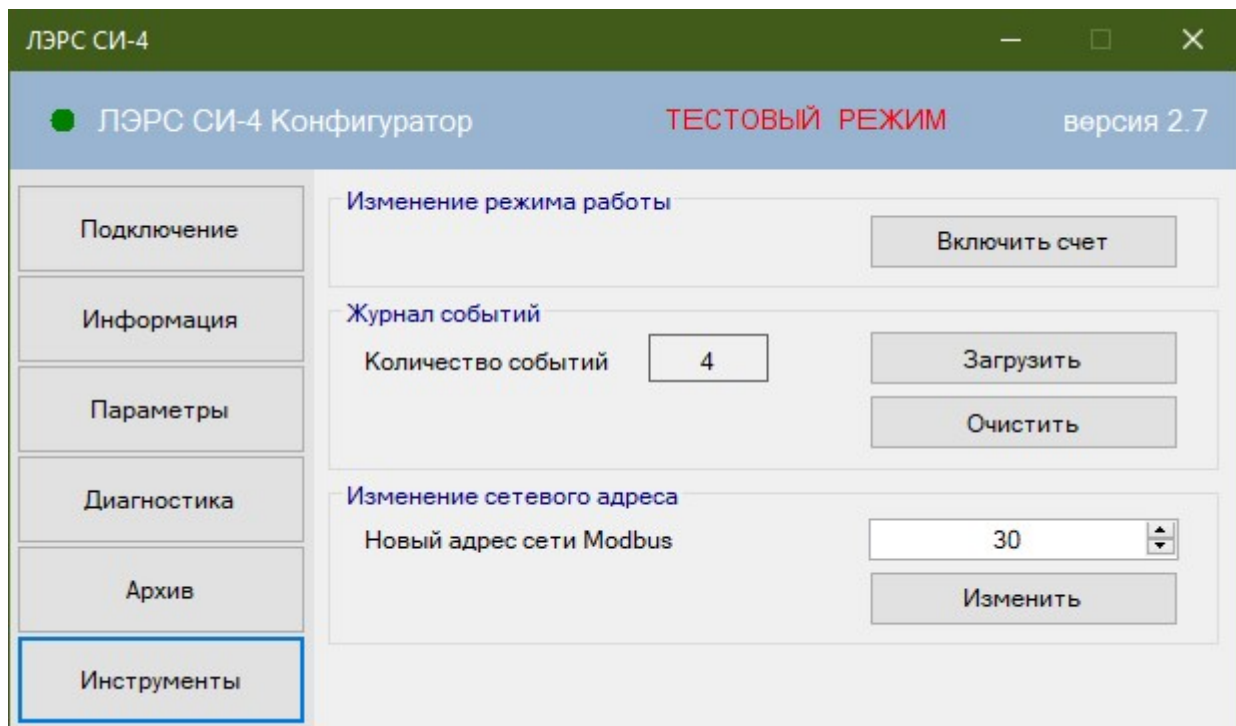 ЛЭРС СИ-4
ЛЭРС СИ-4 Конфигуратор ТЕСТОВЫЙ РЕЖИМ версия 2.7
Подключение
Информация
Параметры
Диагностика
Архив
Инструменты
Изменение режима работы
Включить счет
Журнал событий
Количество событий 4 Загрузить
Очистить
Изменение сетевого адреса
Новый адрес сети Modbus 30
Изменить